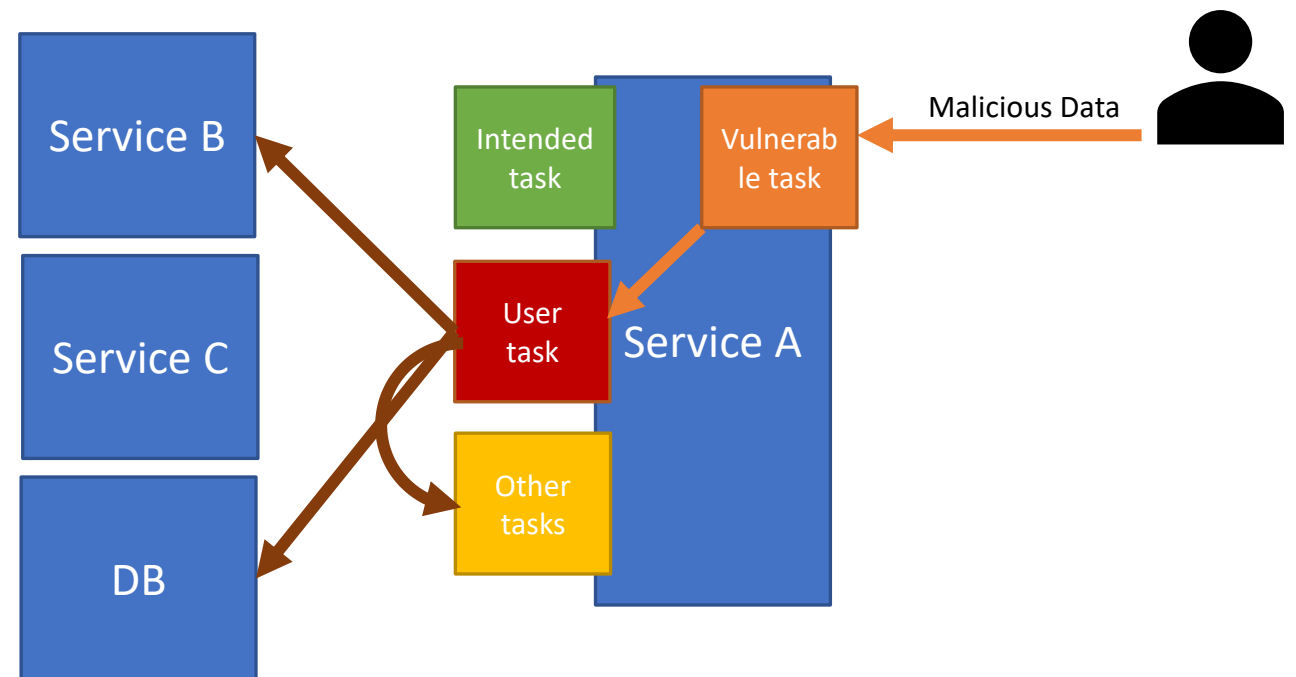 Service B
Service C
DB
Intended
task
User
task
Other
tasks
Vulnerab
le task
Service A
Malicious Data